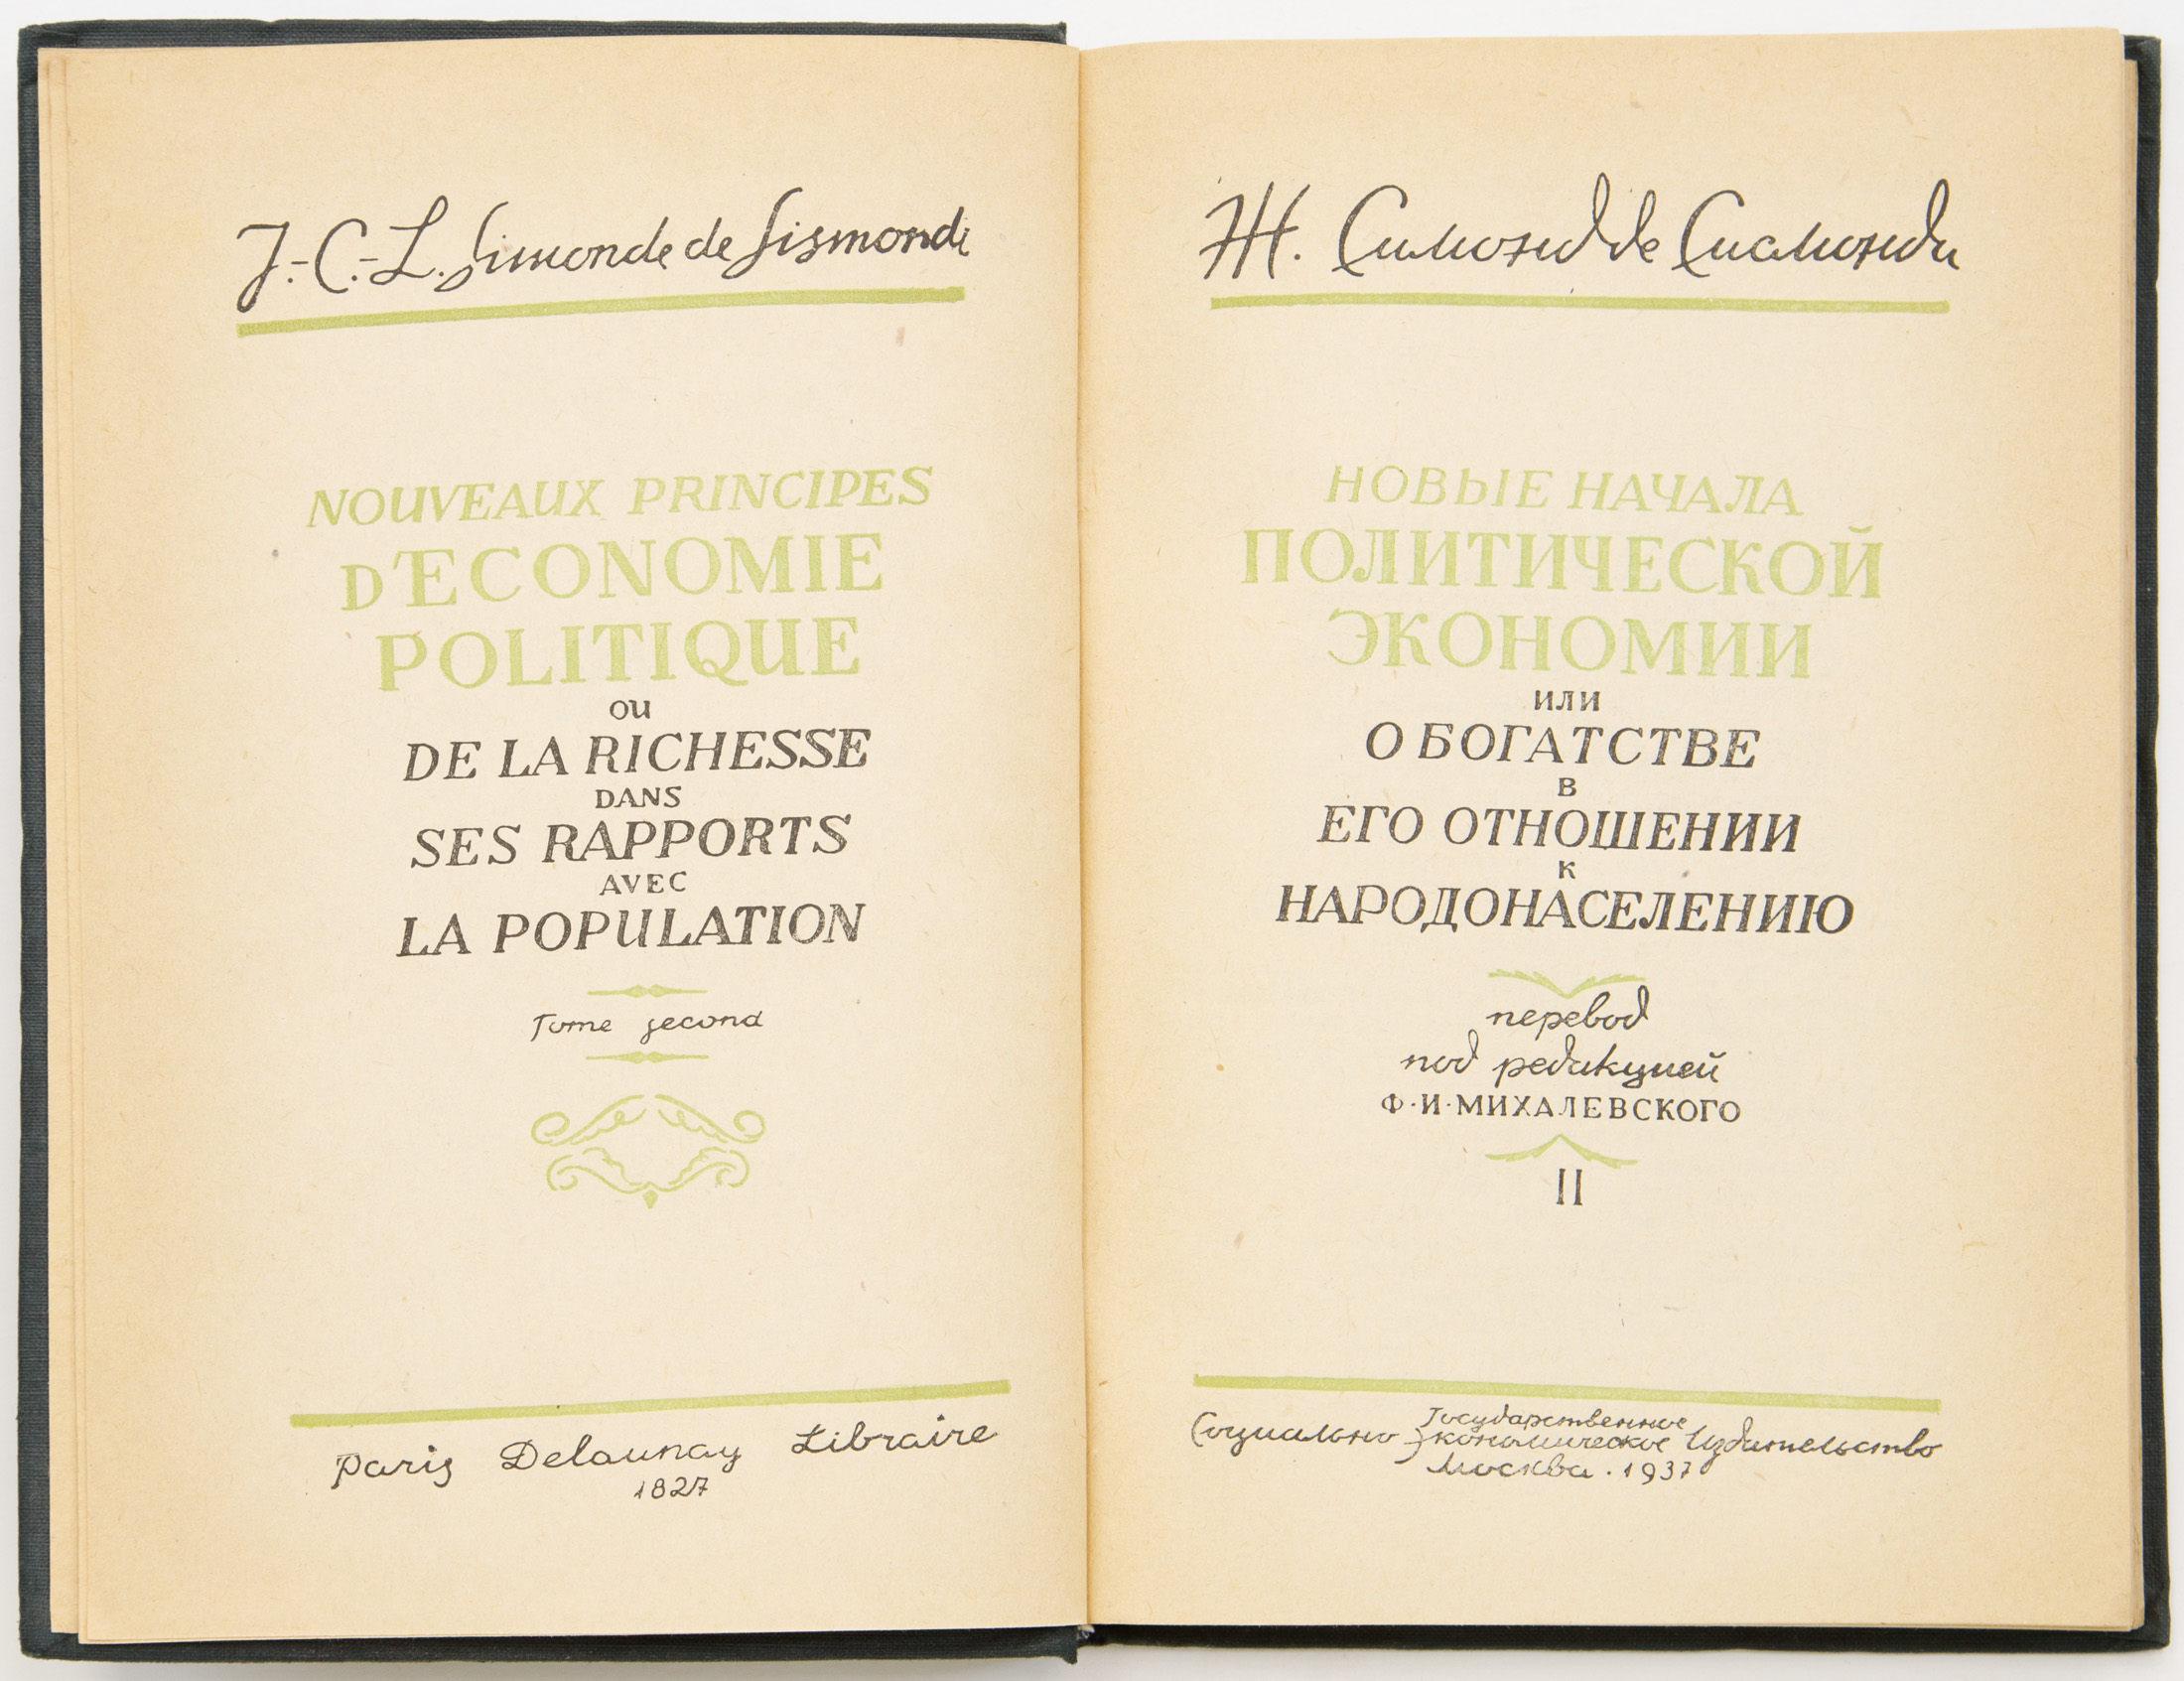 J.-C.-L. Simonde de Sismondi
NOUVEAUX PRINCIPES
D'ECONOMIE
POLITIQUE
OU
DE LA RICHESSE
DANS
SES RAPPORTS
AVEC
LA POPULATION
Tome second
Paris Delaunay Libraire
1827
Ж. Симонд де Сисмонди
НОВЫЕ НАЧАЛА
ПОЛИТИЧЕСКОЙ
ЭКОНОМИИ
ИЛИ
О БОГАТСТВЕ
В
ЕГО ОТНОШЕНИИ
К
НАРОДОНАСЕЛЕНИЮ
перевод
под редакцией
Ф·И·МИХАЛЕВСКОГО
II
Государственное
Социально Экономическое Издательство
Москва · 1937